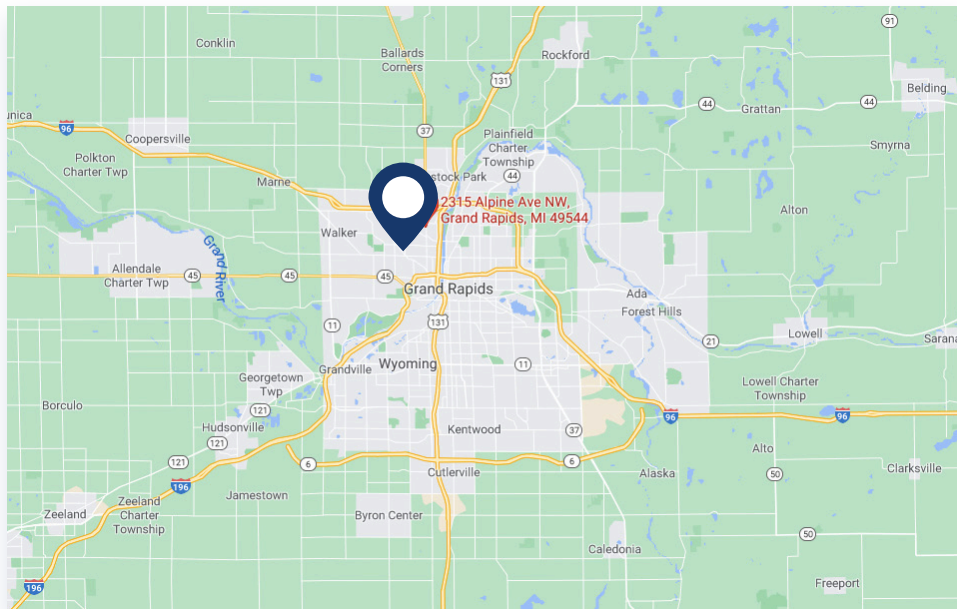 Conklin
Ballards
Corners
Rockford
91
131
Belding
44
Grattan
44
unica
96
Coopersville
37
Plainfield
Charter
Township
Smyrna
Polkton
Charter Twp
Marne
stock Park
44
2315 Alpine Ave NW,
Grand Rapids, MI 49544
Alton
Walker
Grand River
Allendale
Charter Twp
45
45
45
Grand Rapids
Ada
Forest Hills
11
131
Lowell
21
Sarana
Wyoming
11
Grandville
Georgetown
Twp
Lowell Charter
Township
Borculo
121
96
96
Hudsonville
Kentwood
37
121
6
6
Alto
Cutlerville
Alaska
50
Clarksville
196
Jamestown
Zeeland
Zeeland
Charter
Township
Byron Center
50
Caledonia
196
Freeport